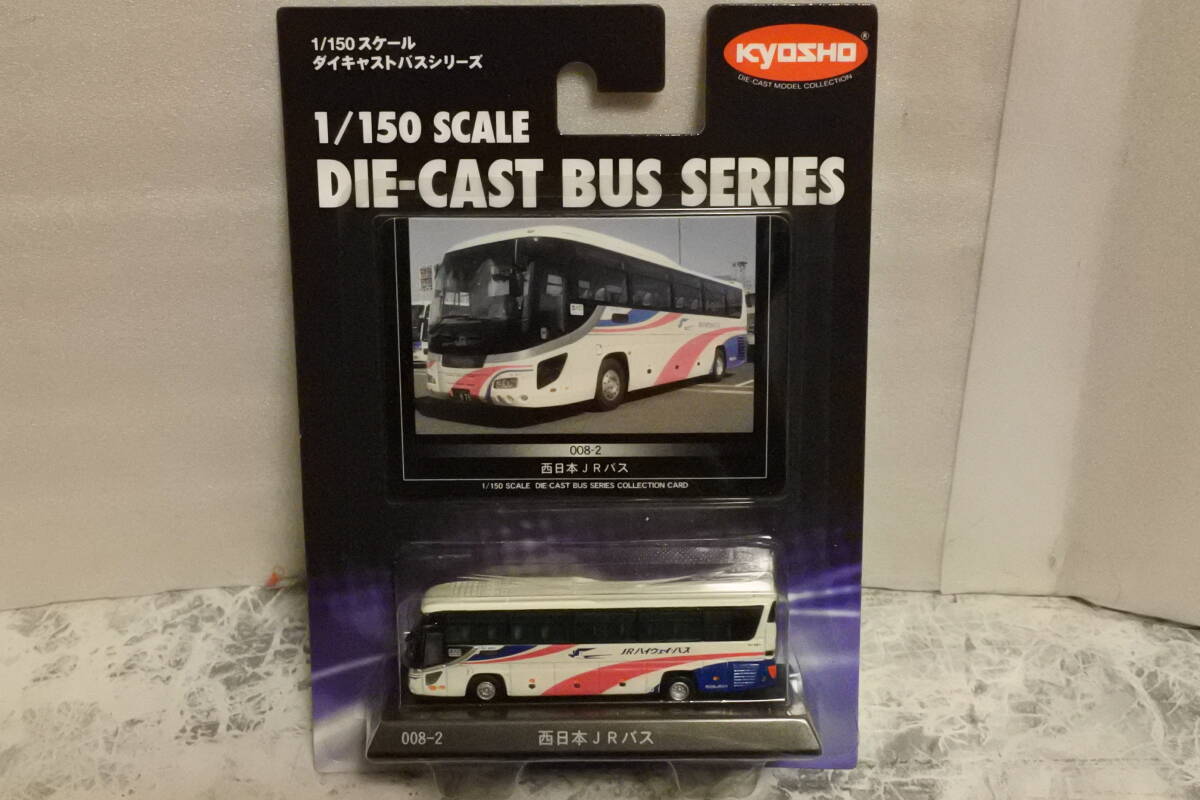 1/150 スケール
ダイキャストバスシリーズ
KYOSHO®
DIE-CAST MODEL COLLECTION
1/150 SCALE
DIE-CAST BUS SERIES
008-2
西日本JRバス
1/150 SCALE DIE-CAST BUS SERIES COLLECTION CARD
JRハイウェイバス
008-2
西日本JRバス